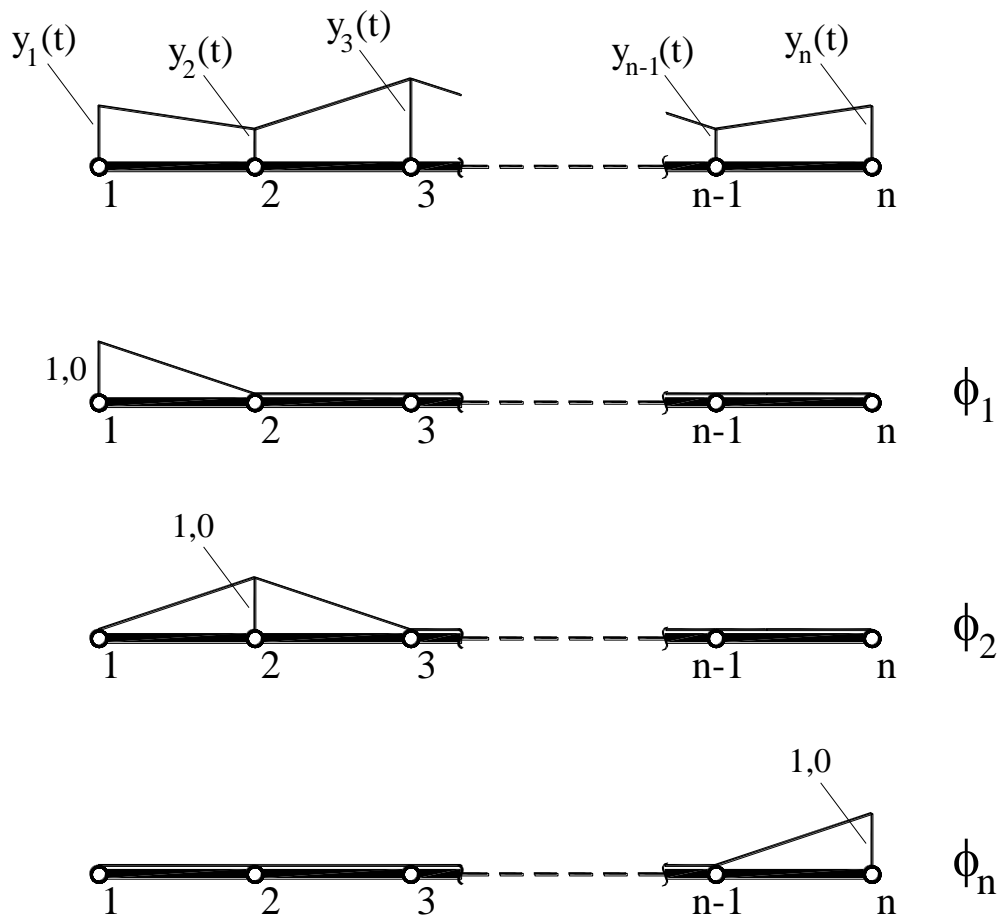 y₁(t) y₂(t) y₃(t) yₙ₋₁(t) yₙ(t)
1 2 3 n-1 n
1,0
1 2 3 n-1 n ϕ₁
1,0
1 2 3 n-1 n ϕ₂
1,0
1 2 3 n-1 n ϕₙ